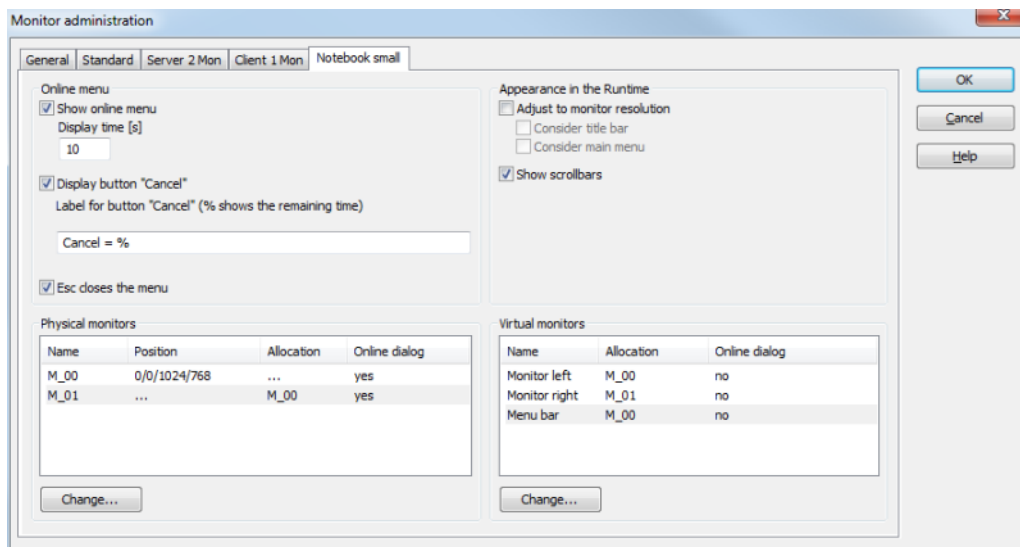 Monitor administration
General Standard Server 2 Mon Client 1 Mon Notebook small
Online menu
Show online menu
Display time [s]
10
Display button "Cancel"
Label for button "Cancel" (% shows the remaining time)
Cancel = %
Esc closes the menu
Appearance in the Runtime
Adjust to monitor resolution
Consider title bar
Consider main menu
Show scrollbars
OK
Cancel
Help
Physical monitors
Name Position Allocation Online dialog
M_00 0/0/1024/768 ... yes
M_01 ... M_00 yes
Change...
Virtual monitors
Name Allocation Online dialog
Monitor left M_00 no
Monitor right M_01 no
Menu bar M_00 no
Change...